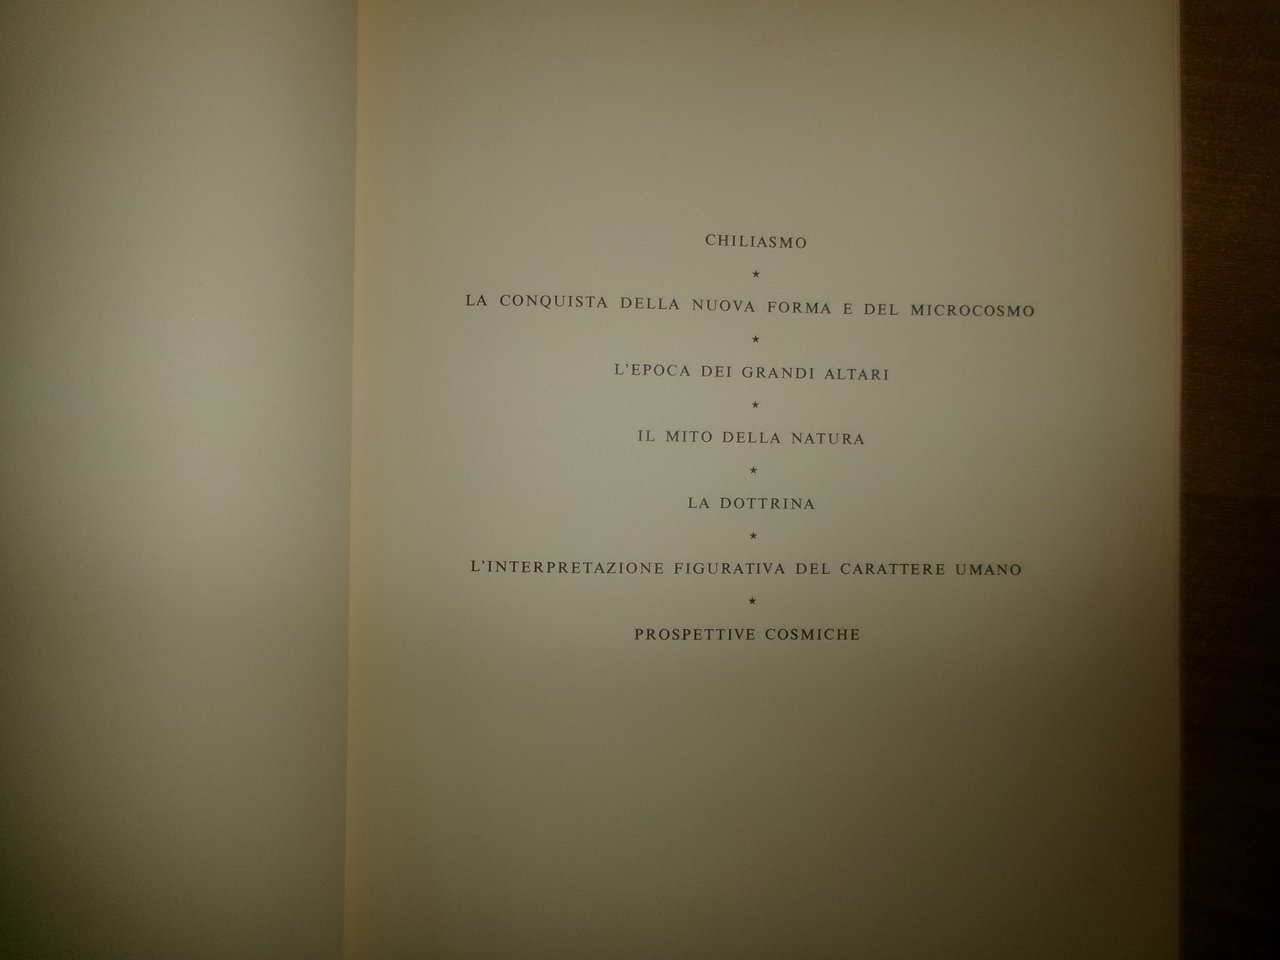 CHILIASMO
★
LA CONQUISTA DELLA NUOVA FORMA E DEL MICROCOSMO
★
L'EPOCA DEI GRANDI ALTARI
★
IL MITO DELLA NATURA
★
LA DOTTRINA
★
L'INTERPRETAZIONE FIGURATIVA DEL CARATTERE UMANO
★
PROSPETTIVE COSMICHE